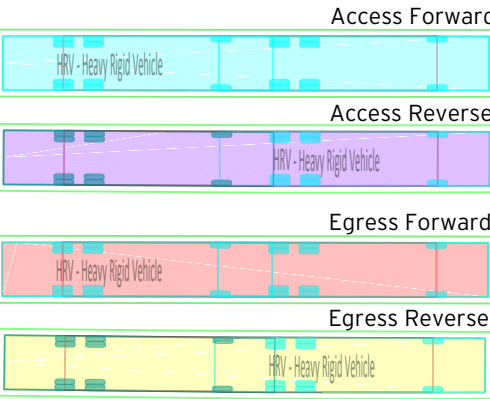 Access Forward
HRV - Heavy Rigid Vehicle
Access Reverse
HRV - Heavy Rigid Vehicle
Egress Forward
HRV - Heavy Rigid Vehicle
Egress Reverse
HRV - Heavy Rigid Vehicle